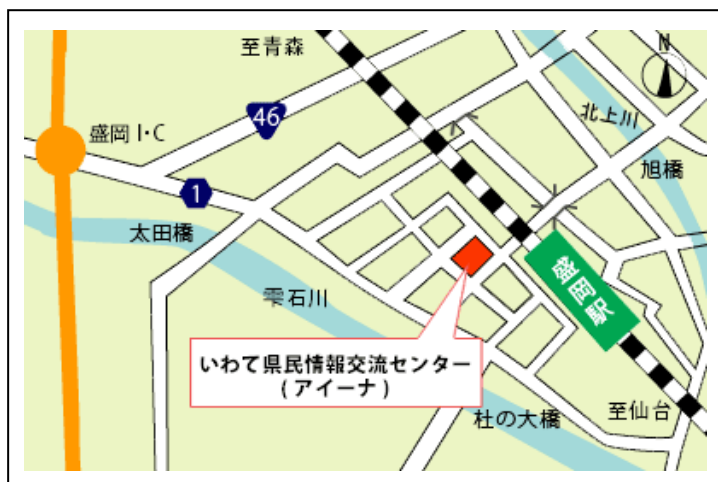 至青森
N
46
北上川
盛岡 I・C
旭橋
1
太田橋
雫石川
盛岡駅
いわて県民情報交流センター
( アイーナ )
至仙台
杜の大橋